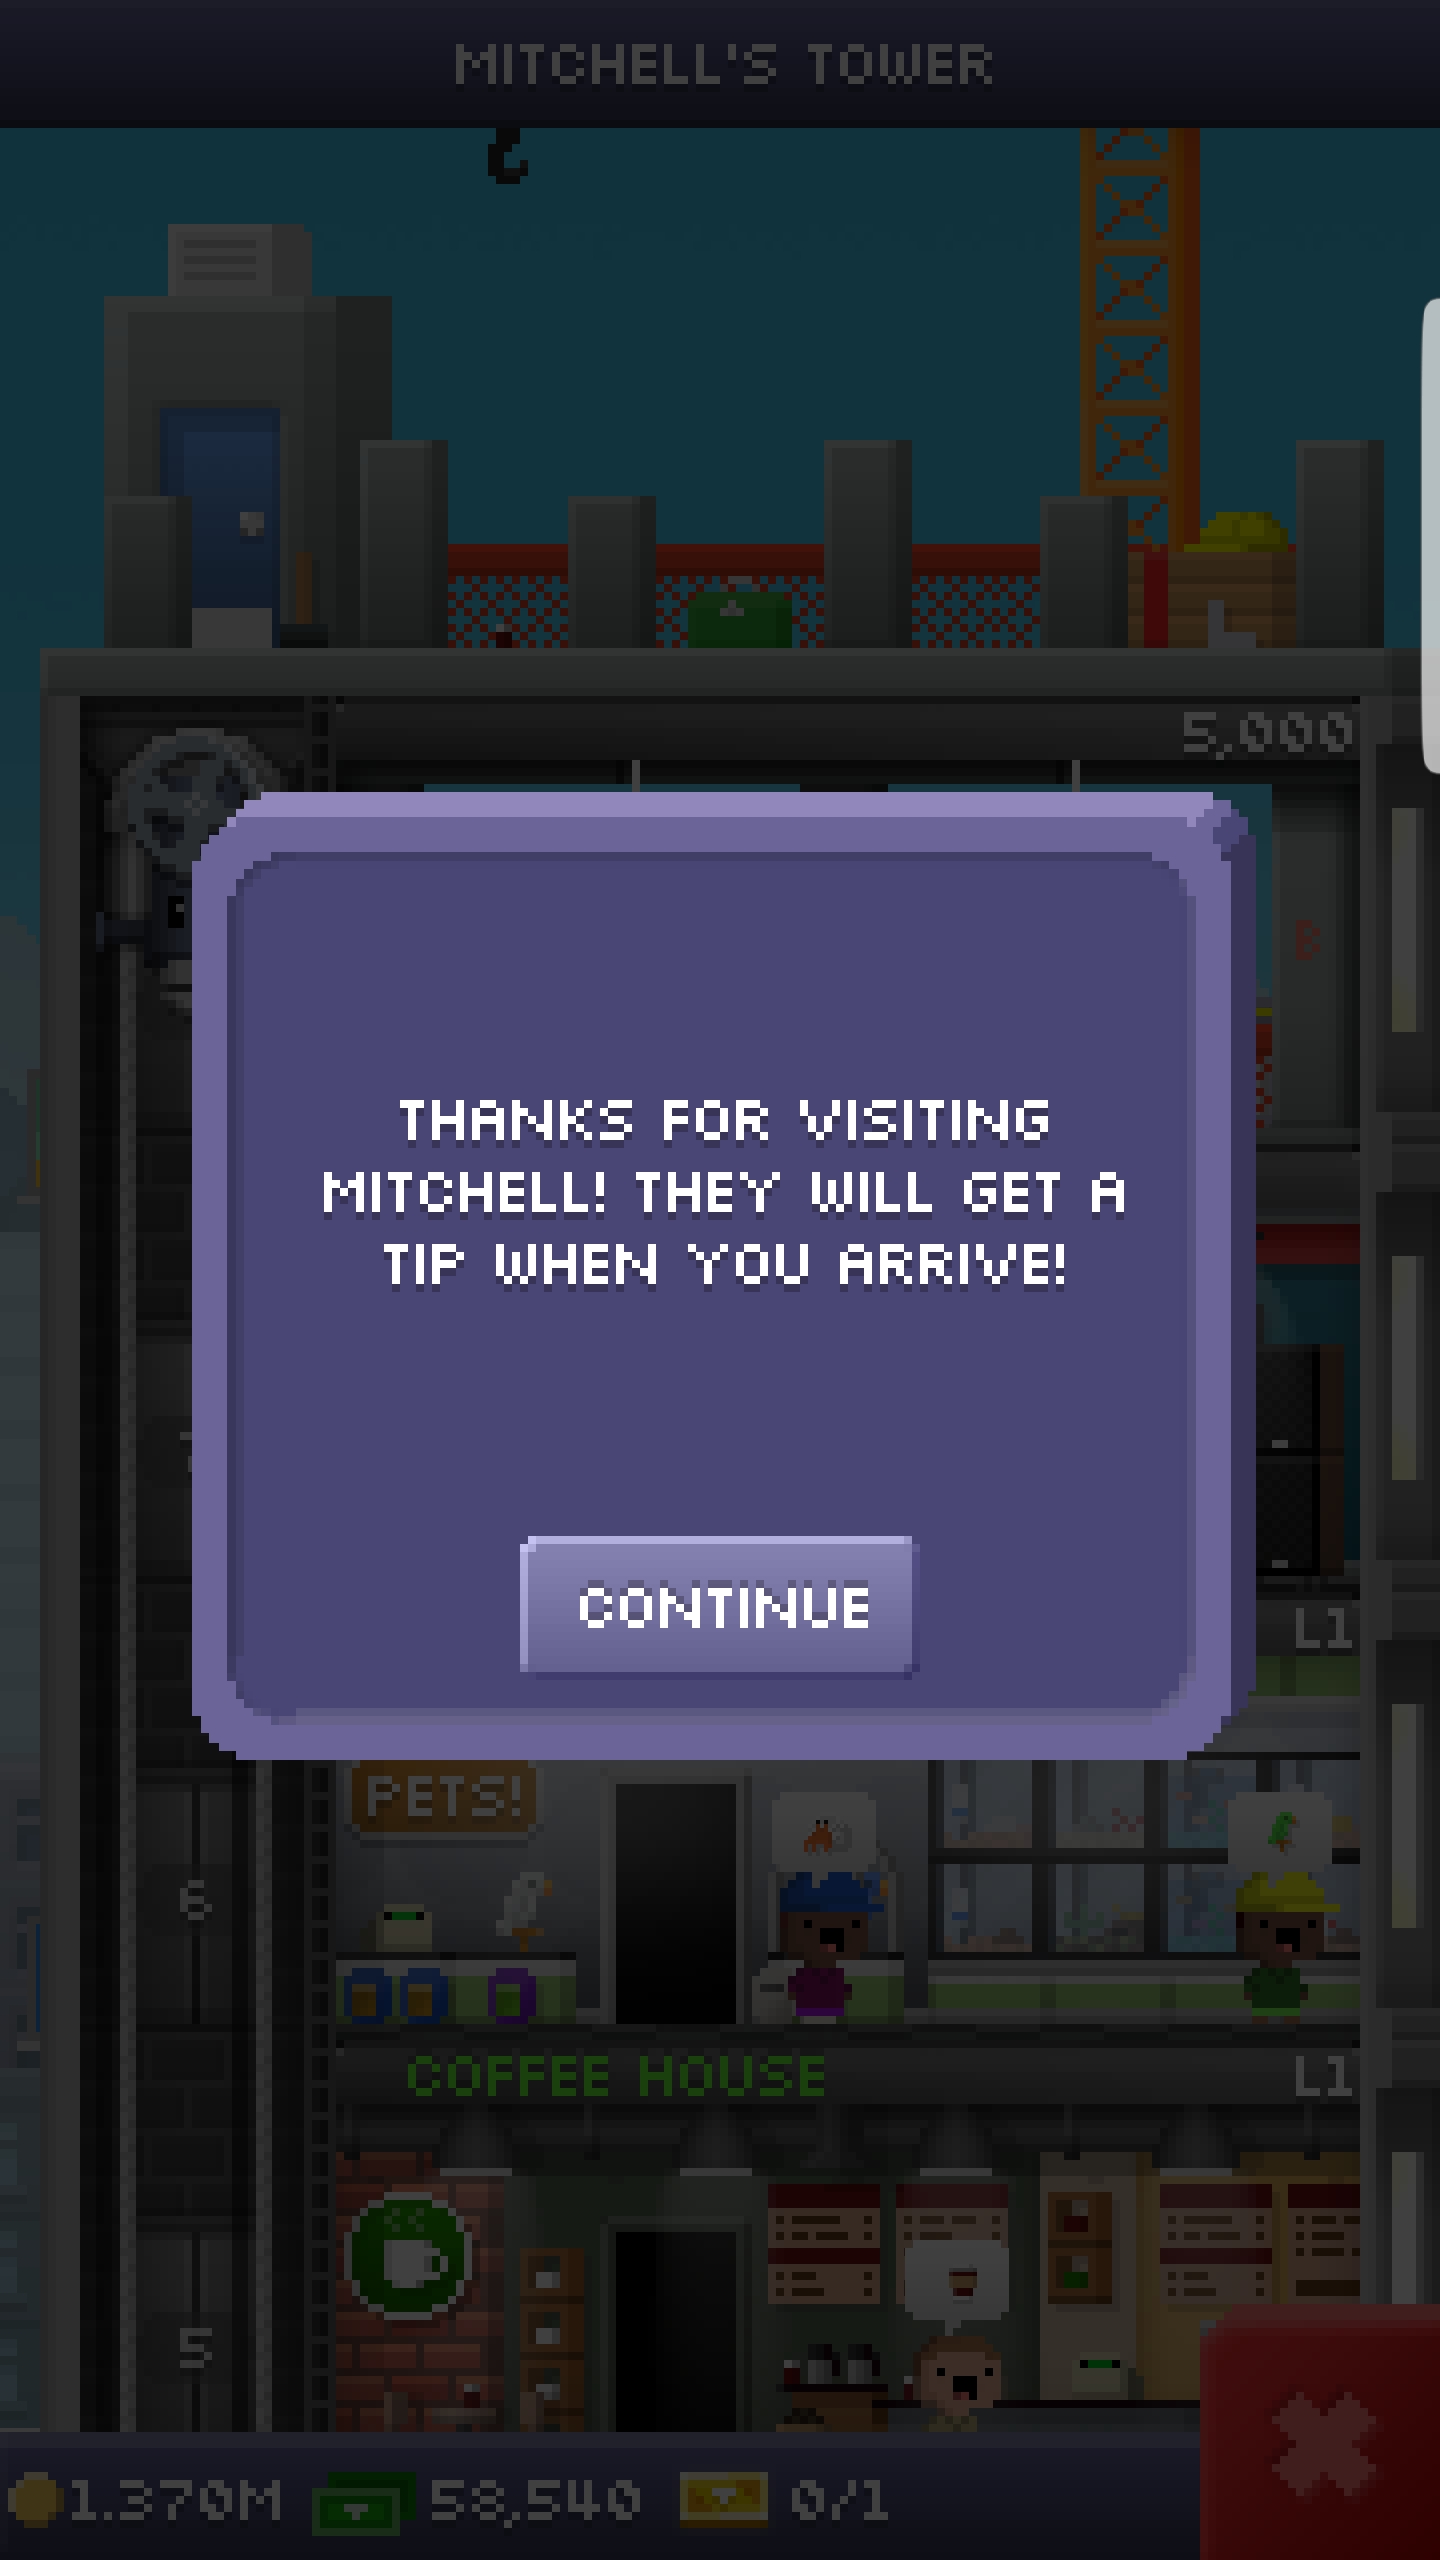 MITCHELL'S TOWER
5,000
B
THANKS FOR VISITING
MITCHELL! THEY WILL GET A
TIP WHEN YOU ARRIVE!
CONTINUE
L1
PETS!
6
COFFEE HOUSE L1
5
1.370M 58,540 0/1